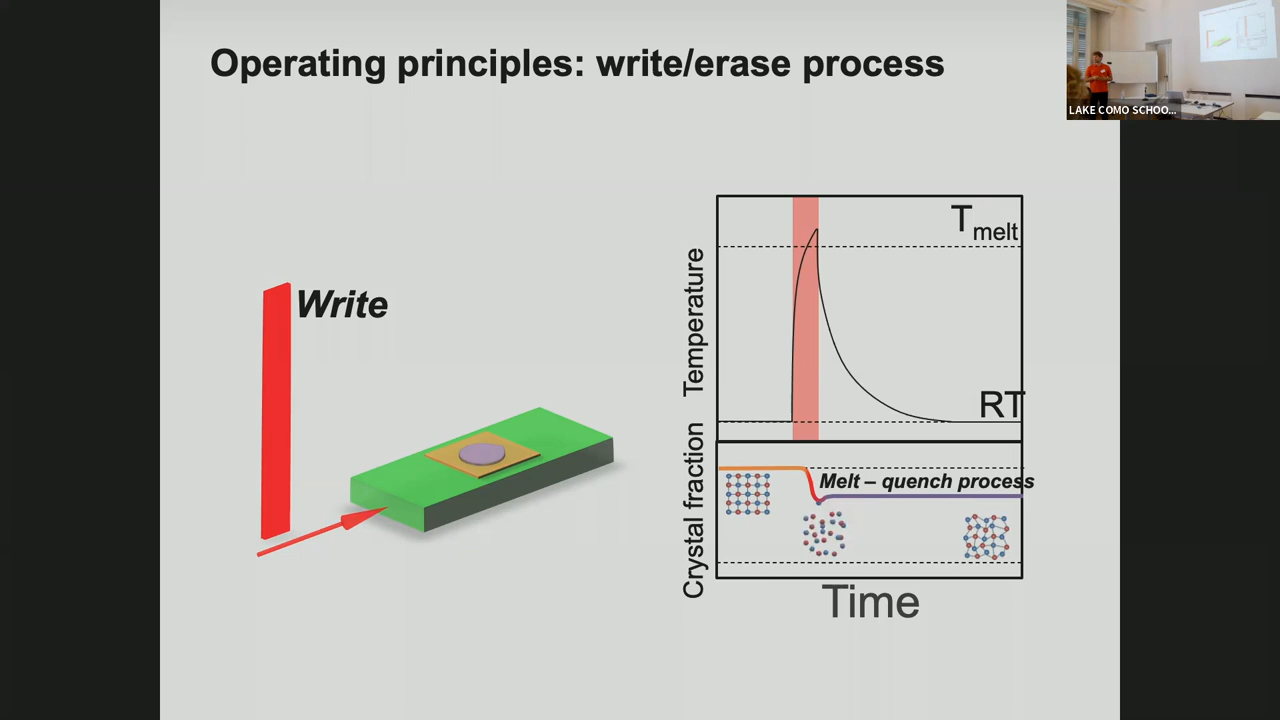 Operating principles: write/erase process
LAKE COMO SCHOO...
Write
T melt
Temperature
RT
Crystal fraction
Melt – quench process
Time